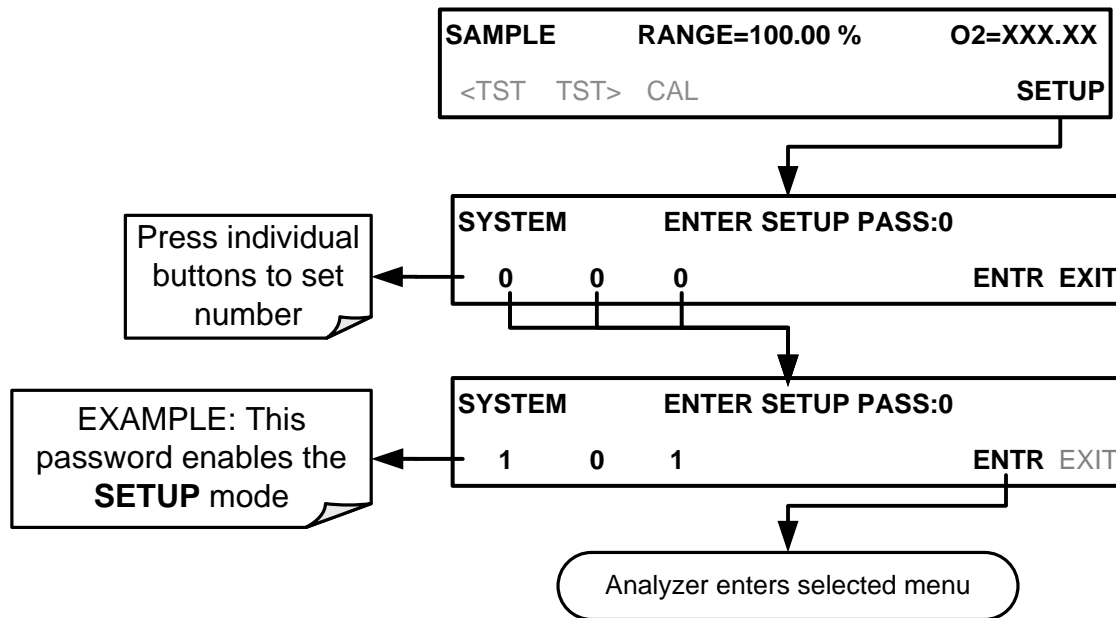 SAMPLE RANGE=100.00 % O2=XXX.XX
<TST TST> CAL SETUP
SYSTEM ENTER SETUP PASS:0
0 0 0 ENTR EXIT
Press individual
buttons to set
number
SYSTEM ENTER SETUP PASS:0
1 0 1 ENTR EXIT
EXAMPLE: This
password enables the
SETUP mode
Analyzer enters selected menu